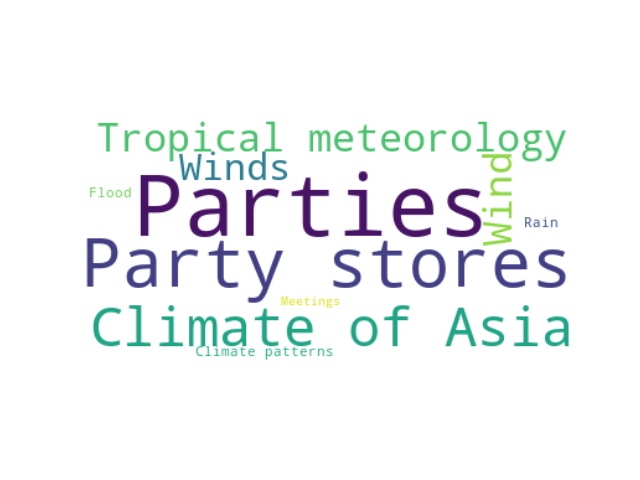 Tropical meteorology
Winds
Wind
Flood
Parties
Rain
Party stores
Meetings
Climate of Asia
Climate patterns